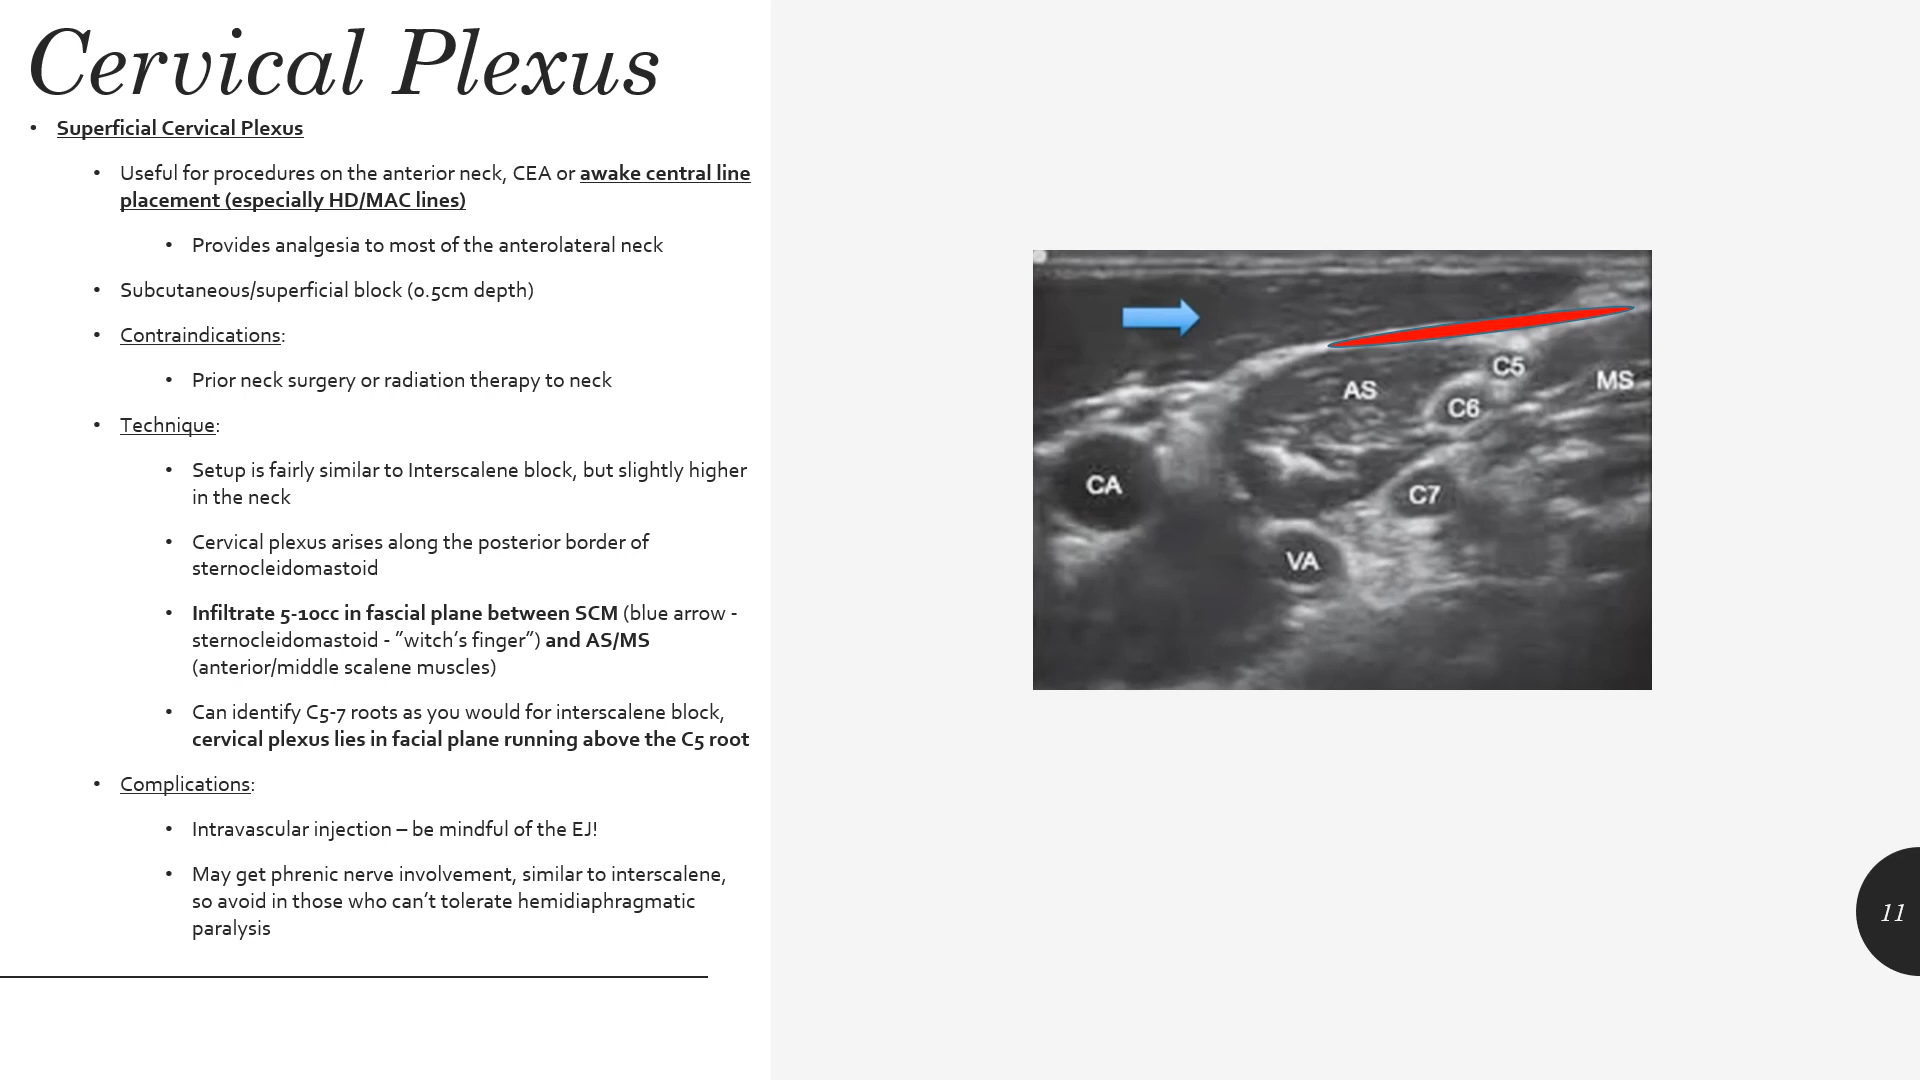 Cervical Plexus
• Superficial Cervical Plexus
• Useful for procedures on the anterior neck, CEA or awake central line
placement (especially HD/MAC lines)
• Provides analgesia to most of the anterolateral neck
• Subcutaneous/superficial block (0.5cm depth)
• Contraindications:
• Prior neck surgery or radiation therapy to neck
• Technique:
• Setup is fairly similar to Interscalene block, but slightly higher
in the neck
• Cervical plexus arises along the posterior border of
sternocleidomastoid
• Infiltrate 5-10cc in fascial plane between SCM (blue arrow -
sternocleidomastoid - ”witch’s finger”) and AS/MS
(anterior/middle scalene muscles)
• Can identify C5-7 roots as you would for interscalene block,
cervical plexus lies in facial plane running above the C5 root
• Complications:
• Intravascular injection – be mindful of the EJ!
• May get phrenic nerve involvement, similar to interscalene,
so avoid in those who can’t tolerate hemidiaphragmatic
paralysis
C5
AS
MS
C6
CA
C7
VA
11